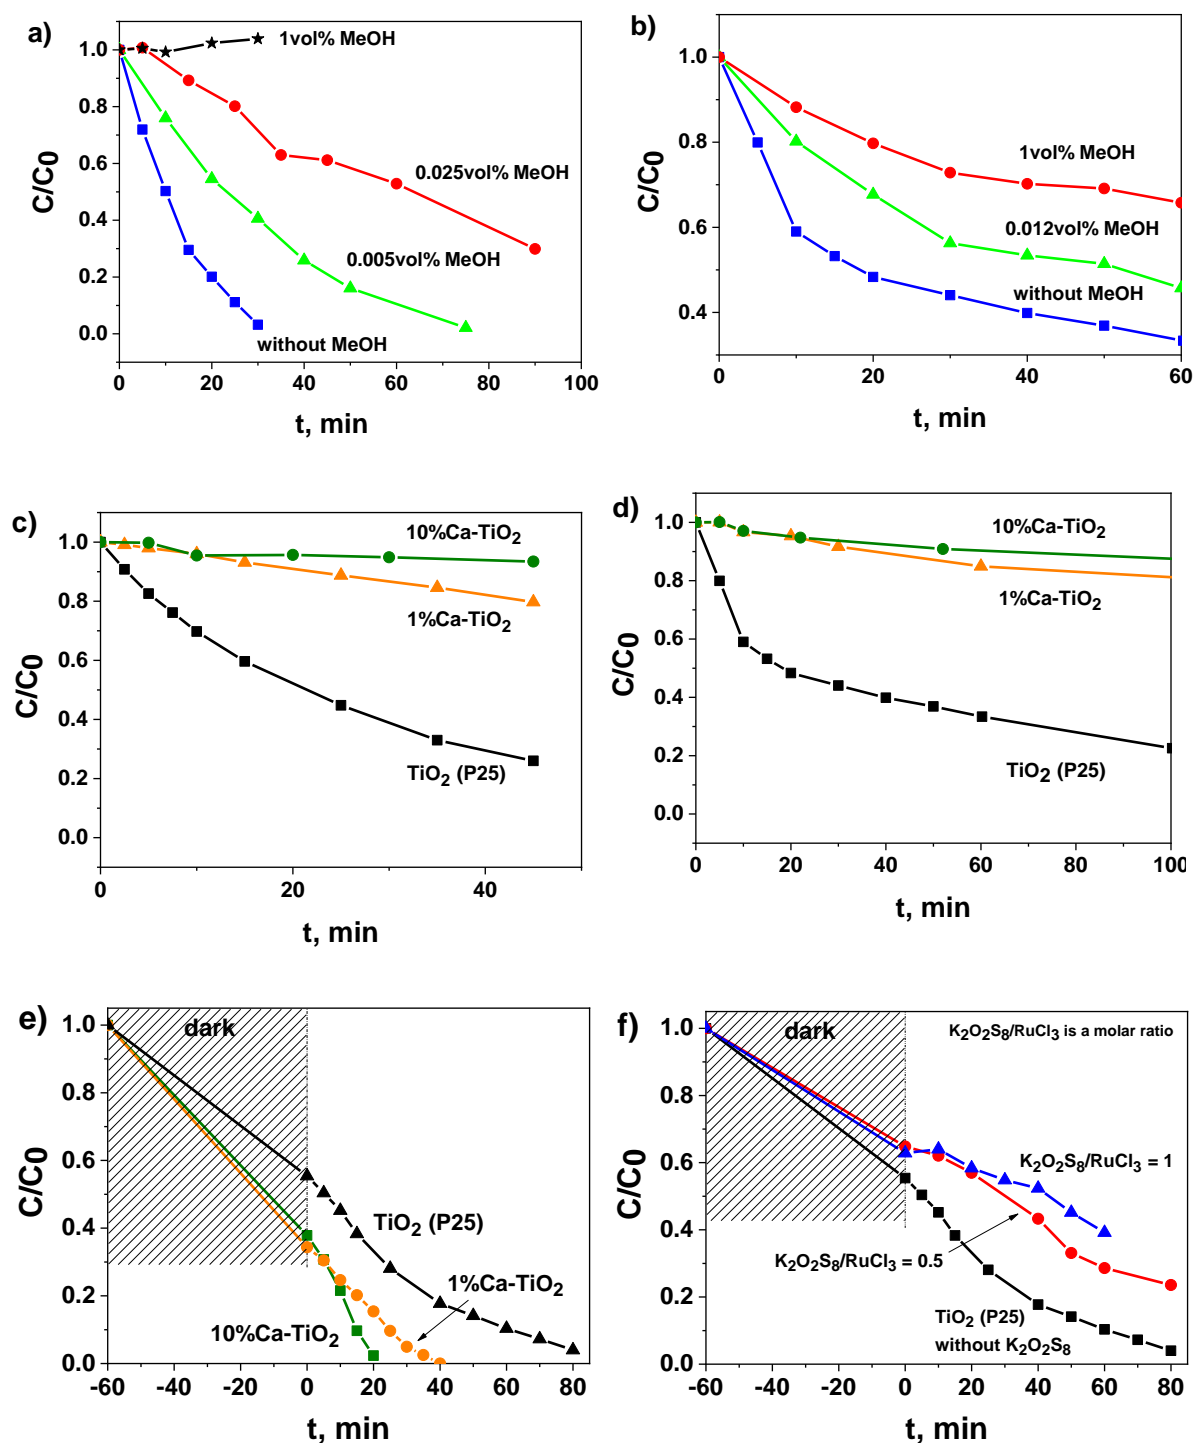 a)
1vol% MeOH
0.025vol% MeOH
0.005vol% MeOH
without MeOH
C/C0
1.0
0.8
0.6
0.4
0.2
0.0
0 20 40 60 80 100
t, min
b)
1vol% MeOH
0.012vol% MeOH
without MeOH
C/C0
1.0
0.8
0.6
0.4
0 20 40 60
t, min
c)
10%Ca-TiO2
1%Ca-TiO2
TiO2 (P25)
C/C0
1.0
0.8
0.6
0.4
0.2
0.0
0 20 40
t, min
d)
10%Ca-TiO2
1%Ca-TiO2
TiO2 (P25)
C/C0
1.0
0.8
0.6
0.4
0.2
0.0
0 20 40 60 80 100
t, min
e)
dark
TiO2 (P25)
1%Ca-TiO2
10%Ca-TiO2
C/C0
1.0
0.8
0.6
0.4
0.2
0.0
-60 -40 -20 0 20 40 60 80
t, min
f)
dark
K2O2S8/RuCl3 is a molar ratio
K2O2S8/RuCl3 = 1
K2O2S8/RuCl3 = 0.5
TiO2 (P25)
without K2O2S8
C/C0
1.0
0.8
0.6
0.4
0.2
0.0
-60 -40 -20 0 20 40 60 80
t, min